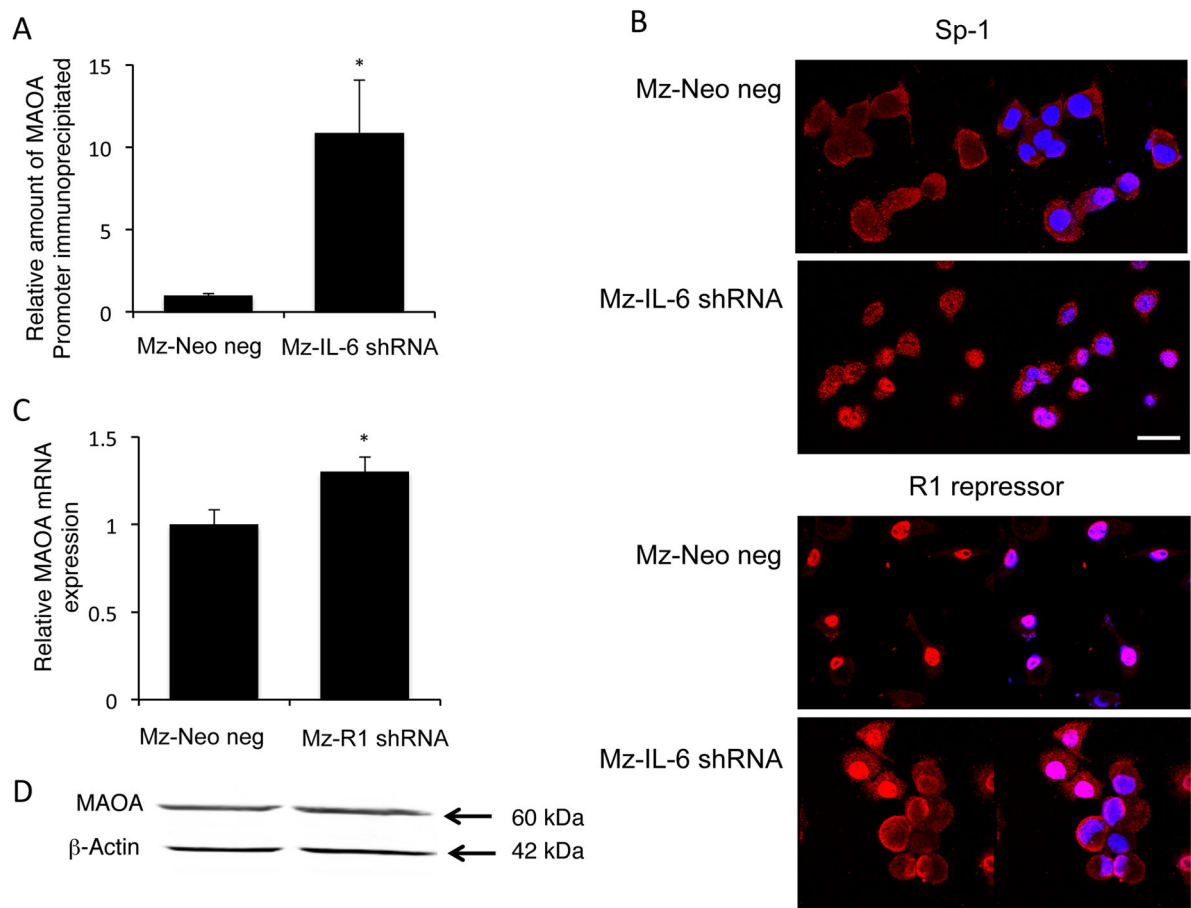 A
Relative amount of MAOA
Promoter immunoprecipitated
15
10
5
0
*
Mz-Neo neg
Mz-IL-6 shRNA
B
Sp-1
Mz-Neo neg
Mz-IL-6 shRNA
R1 repressor
Mz-Neo neg
Mz-IL-6 shRNA
C
Relative MAOA mRNA
expression
1.5
1
0.5
0
*
Mz-Neo neg
Mz-R1 shRNA
D
MAOA
60 kDa
β-Actin
42 kDa